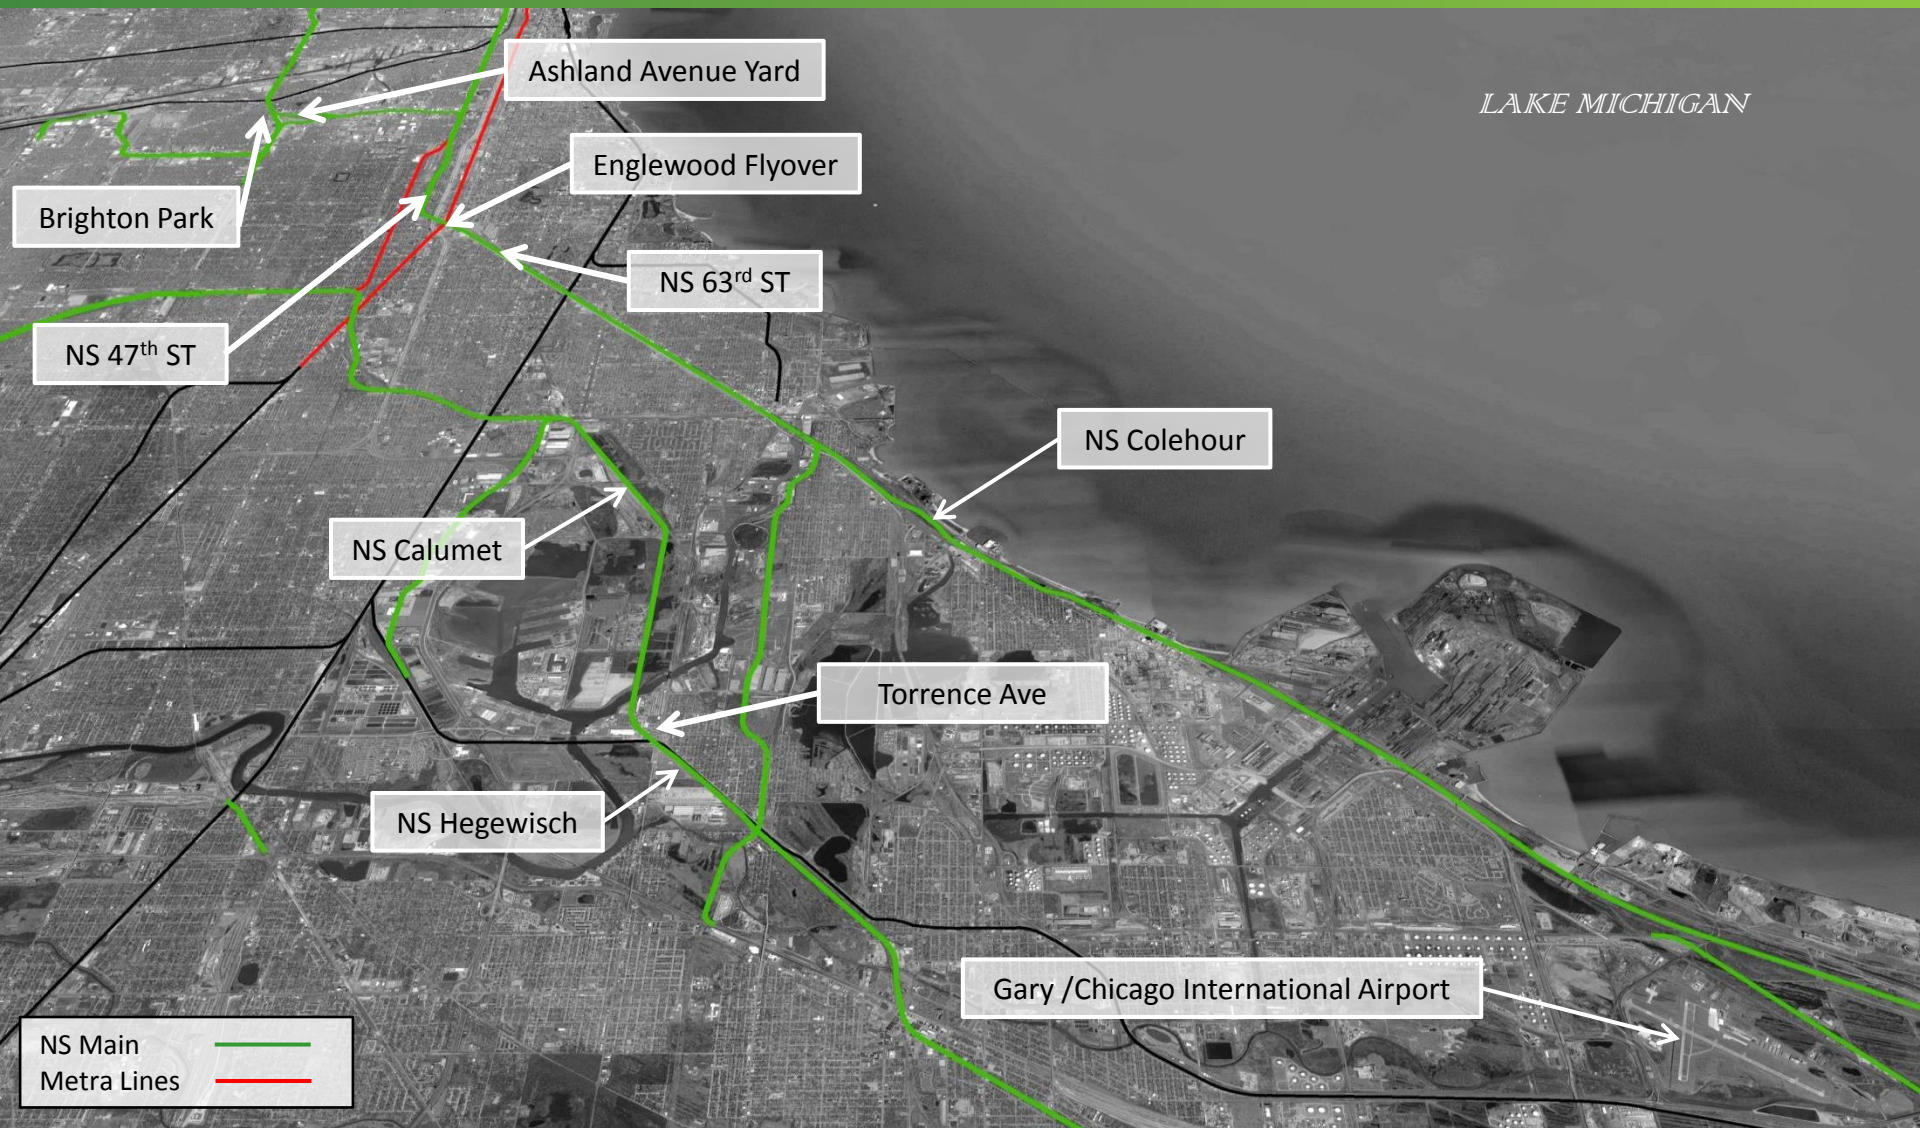 Ashland Avenue Yard
LAKE MICHIGAN
Englewood Flyover
Brighton Park
NS 63rd ST
NS 47th ST
NS Colehour
NS Calumet
Torrence Ave
NS Hegewisch
Gary /Chicago International Airport
NS Main
Metra Lines